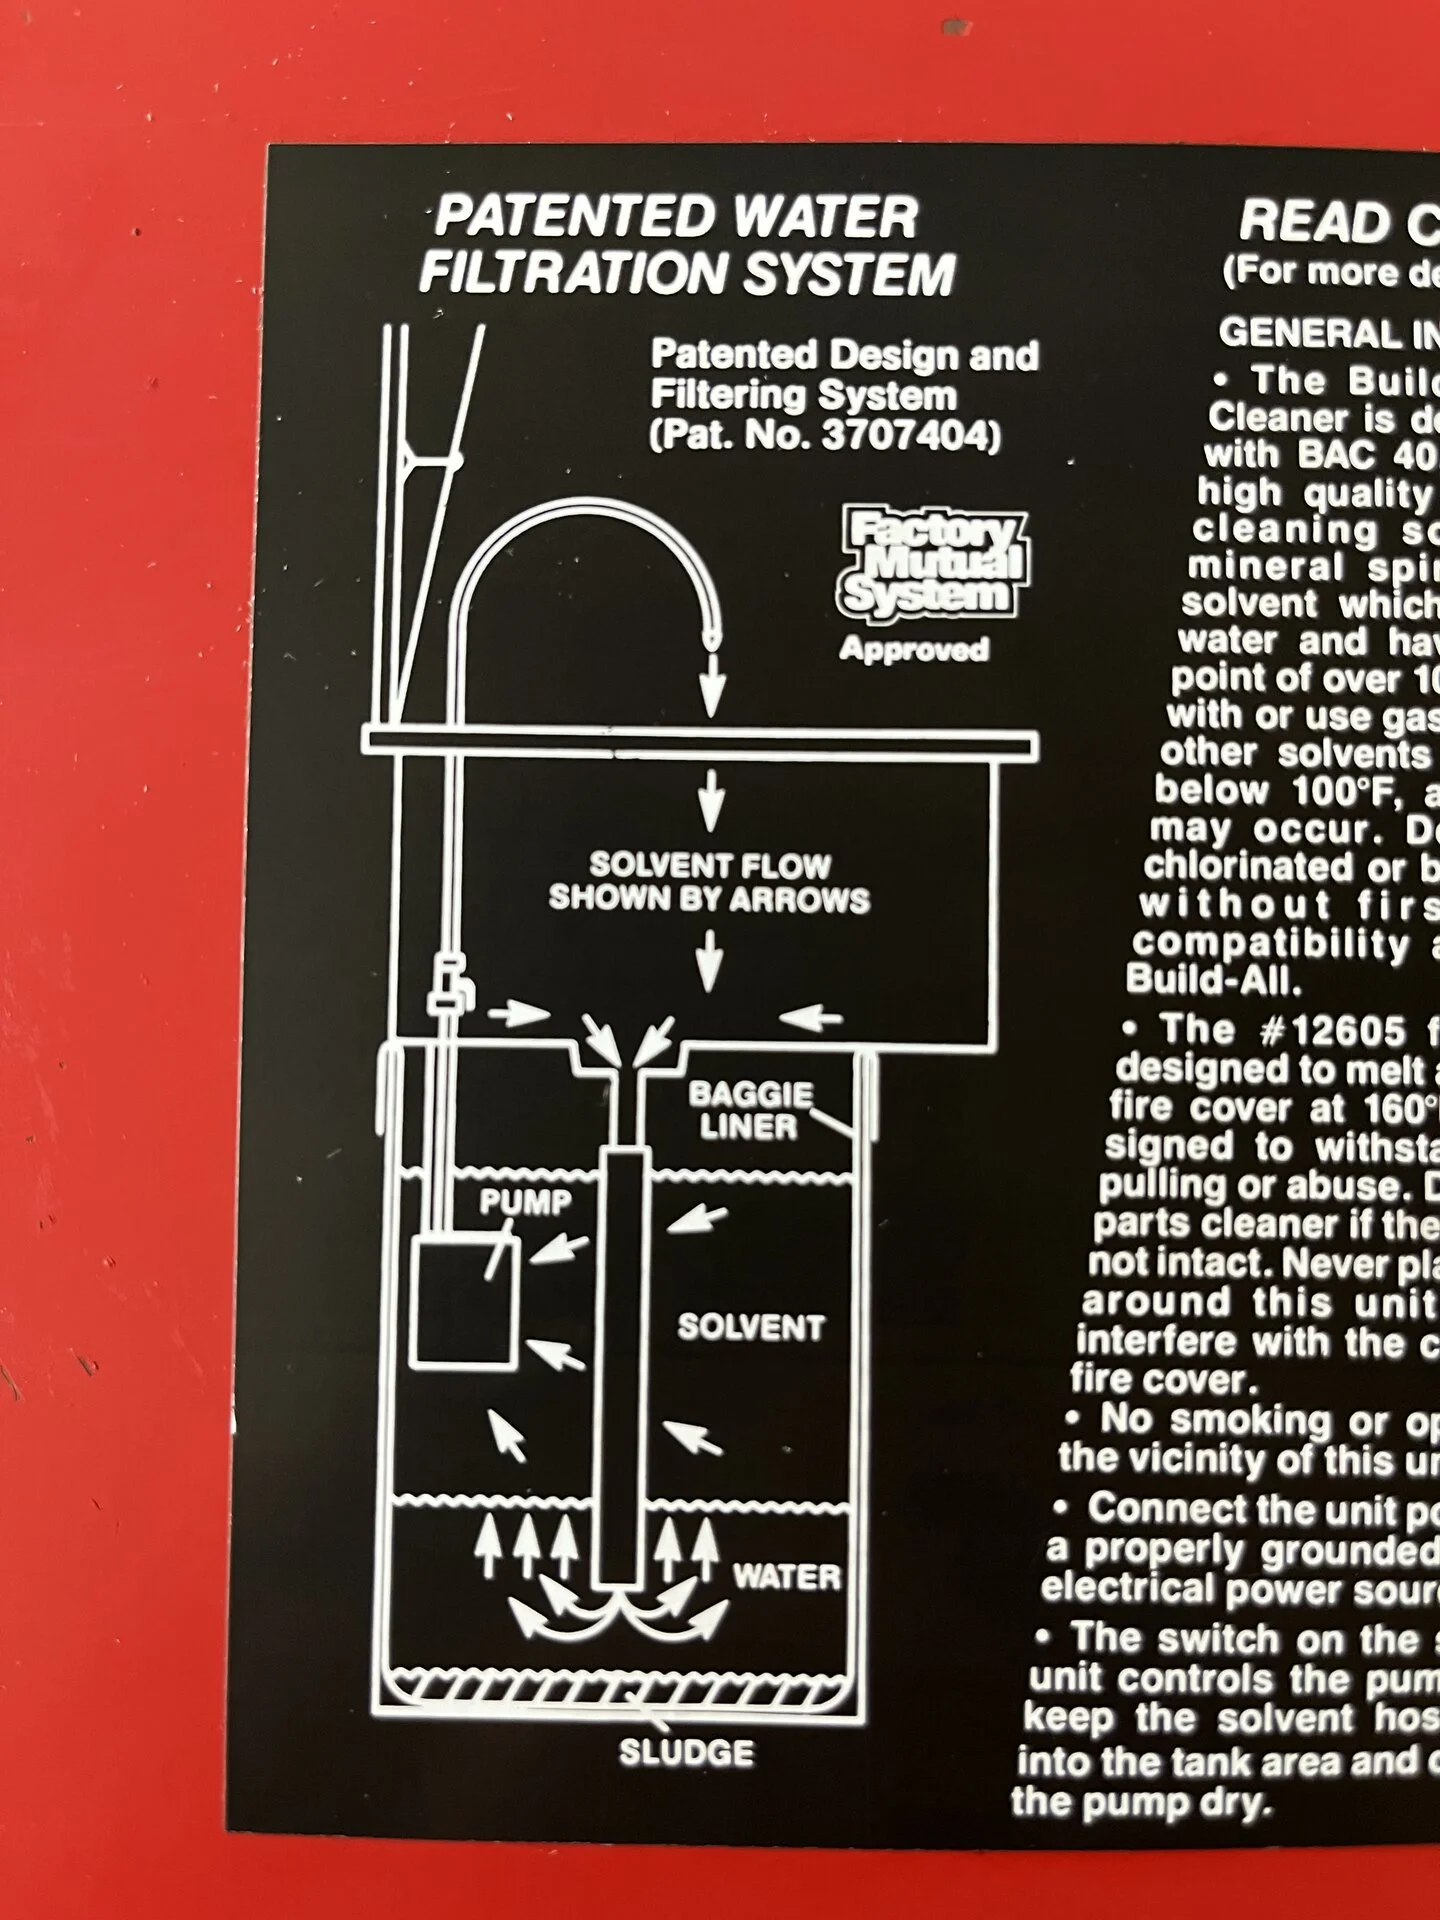 PATENTED WATER
FILTRATION SYSTEM
Patented Design and
Filtering System
(Pat. No. 3707404)
Factory
Mutual
System
Approved
SOLVENT FLOW
SHOWN BY ARROWS
BAGGIE
LINER
PUMP
SOLVENT
WATER
SLUDGE
READ
(For more
GENERAL
• The
Cleaner is
with BAC 40
high quality
cleaning
mineral
solvent which
water and
point of over
with or use
other solvents
below 100°F,
may occur.
chlorinated or
without
compatibility
Build-All.
• The #12605
designed to melt
fire cover at
signed to
pulling or abuse.
parts cleaner if the
not intact. Never
around this unit
interfere with the
fire cover.
• No smoking or
the vicinity of this
• Connect the unit
a properly grounded
electrical power
• The switch on the
unit controls the
keep the solvent
into the tank area and
the pump dry.